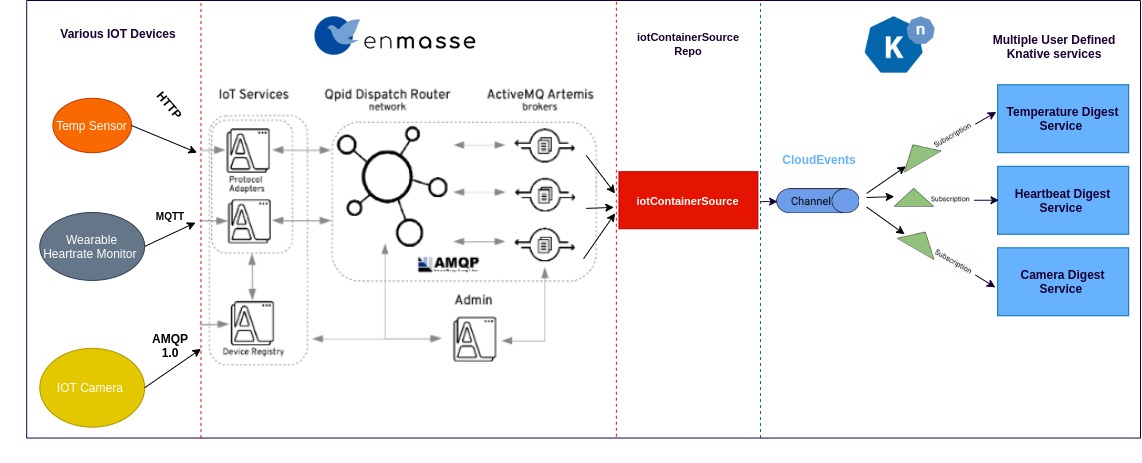 Various IOT Devices
Temp Sensor
Wearable
Heartrate Monitor
IOT Camera
HTTP
MQTT
AMQP
1.0
enmasse
IoT Services
Protocol
Adapters
Device Registry
Qpid Dispatch Router
network
ActiveMQ Artemis
brokers
AMQP
Admin
iotContainerSource
Repo
iotContainerSource
K
n
CloudEvents
Channel
Subscription
Subscription
Subscription
Multiple User Defined
Knative services
Temperature Digest
Service
Heartbeat Digest
Service
Camera Digest
Service